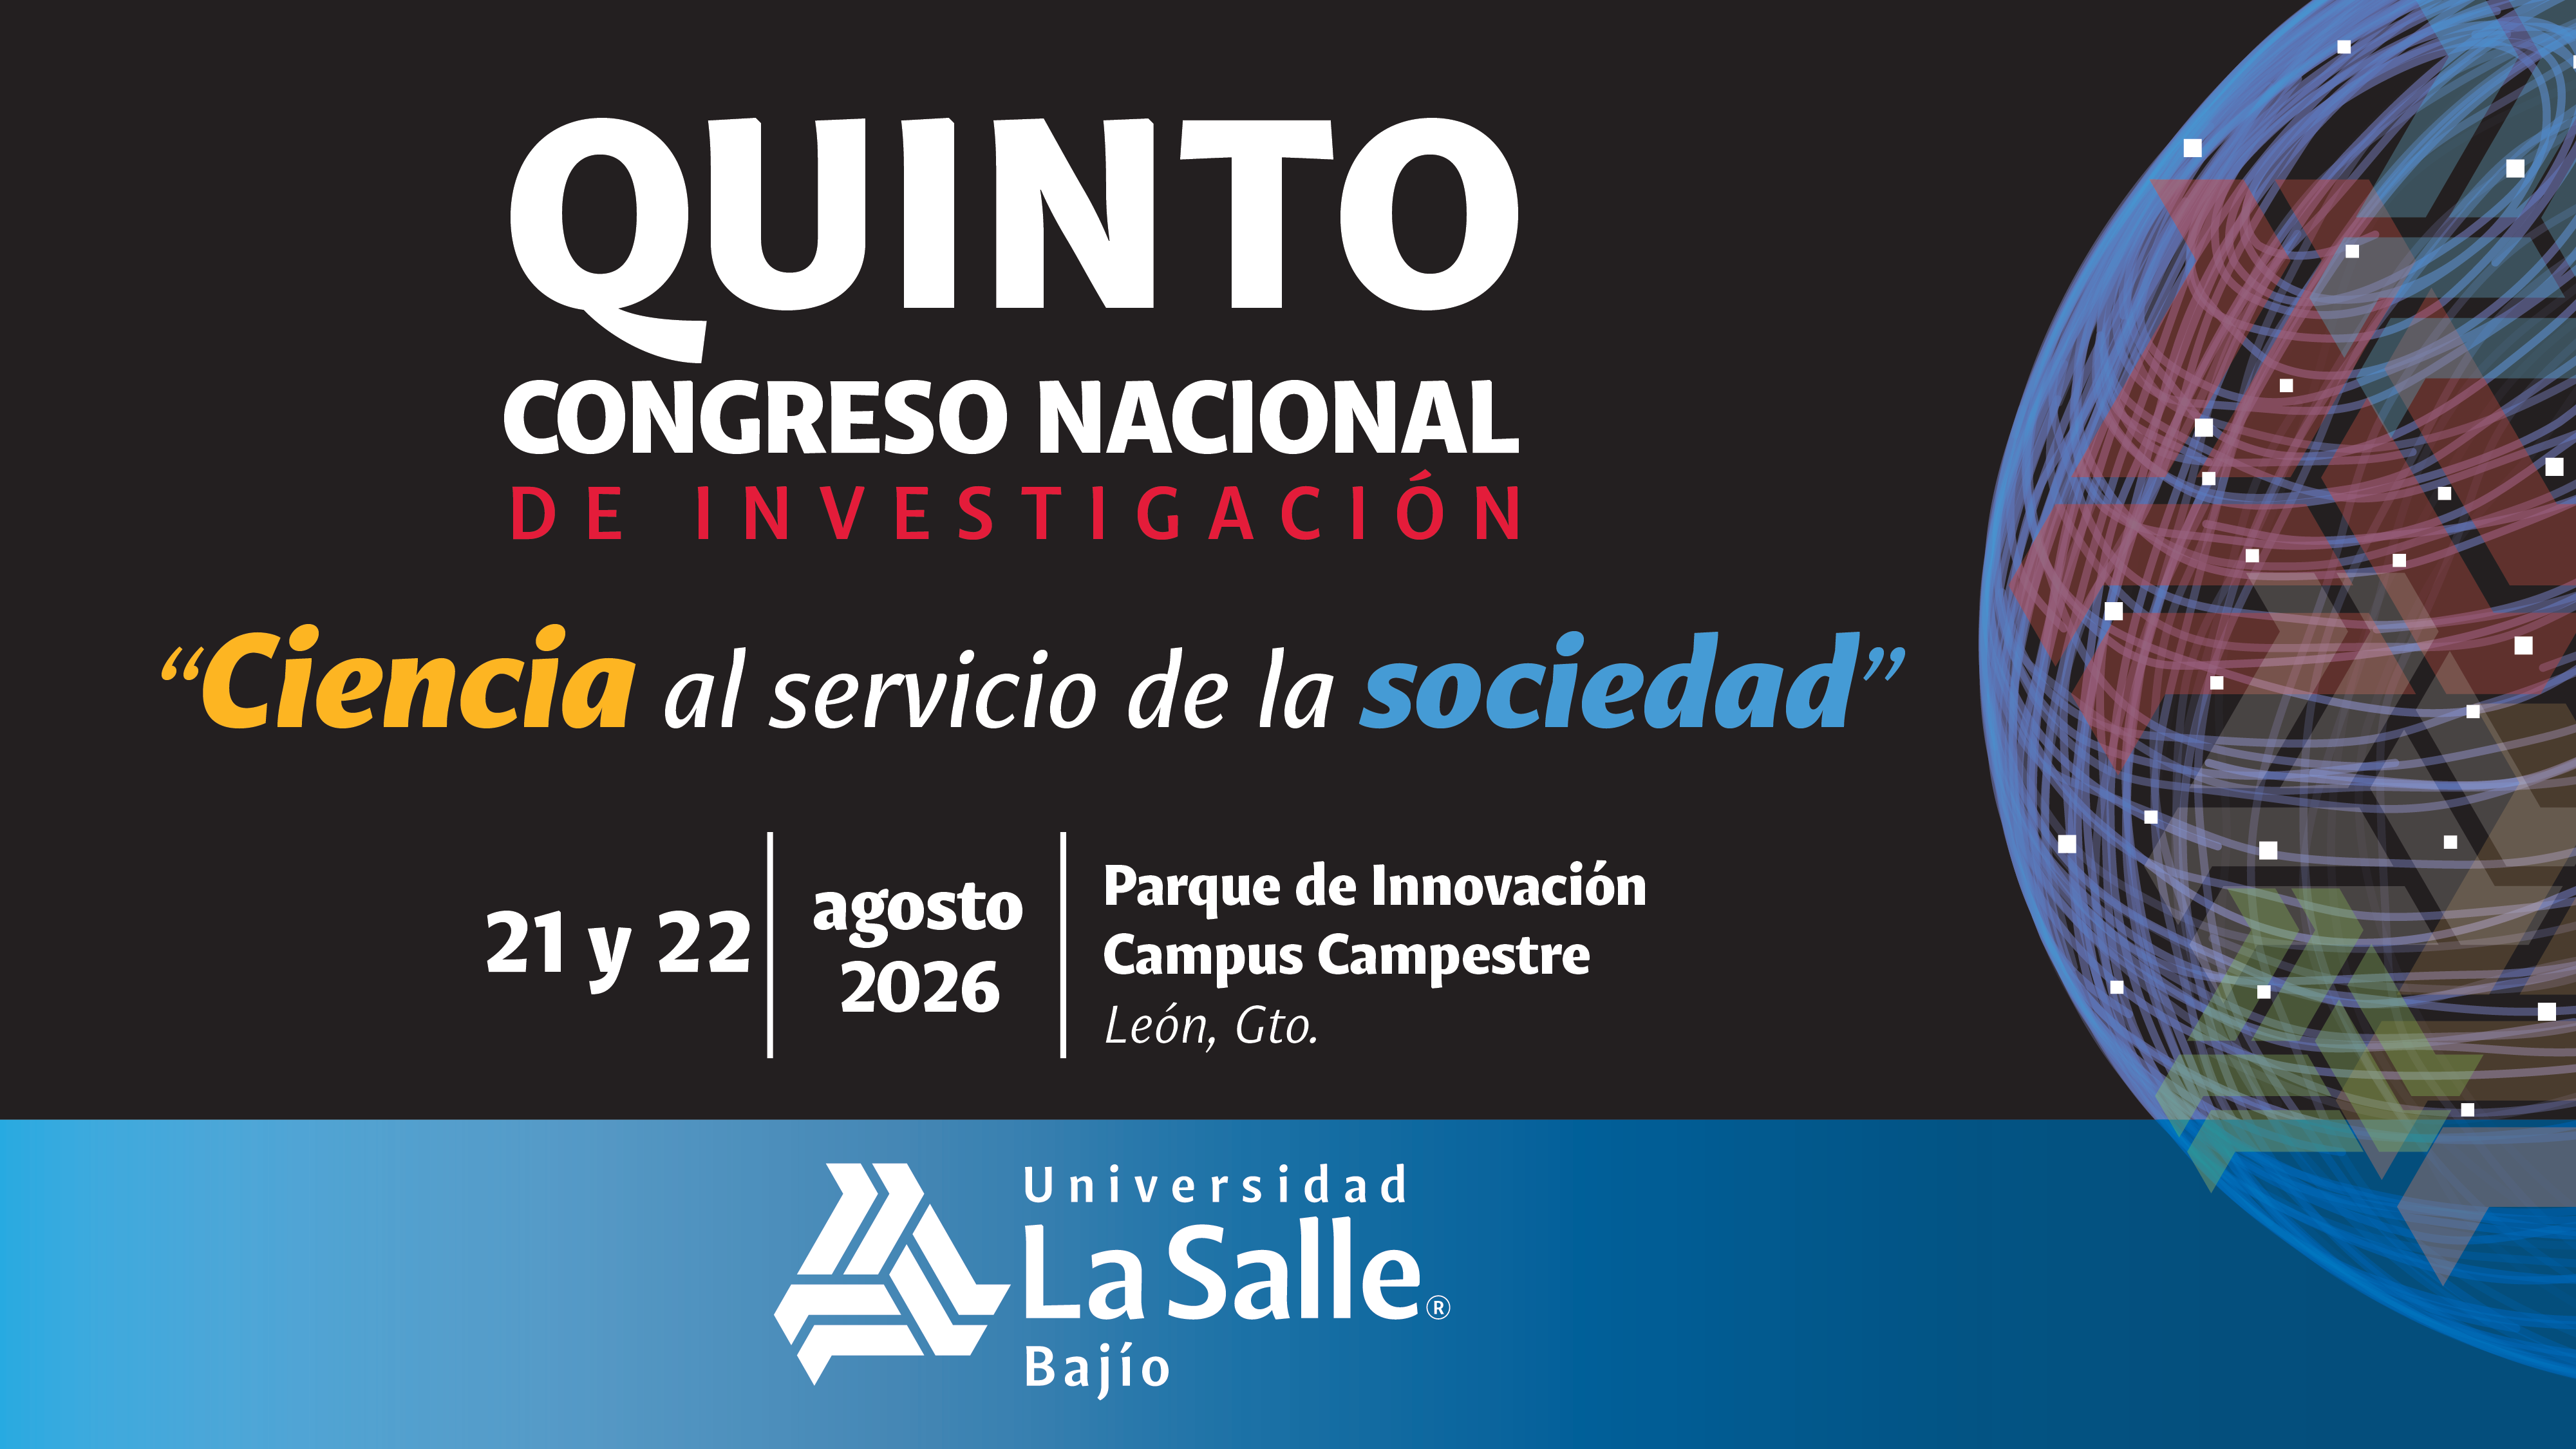 QUINTO
CONGRESO NACIONAL
DE INVESTIGACIÓN
“Ciencia al servicio de la sociedad”
21 y 22
agosto
2026
Parque de Innovación
Campus Campestre
León, Gto.
Universidad
La Salle®
Bajío